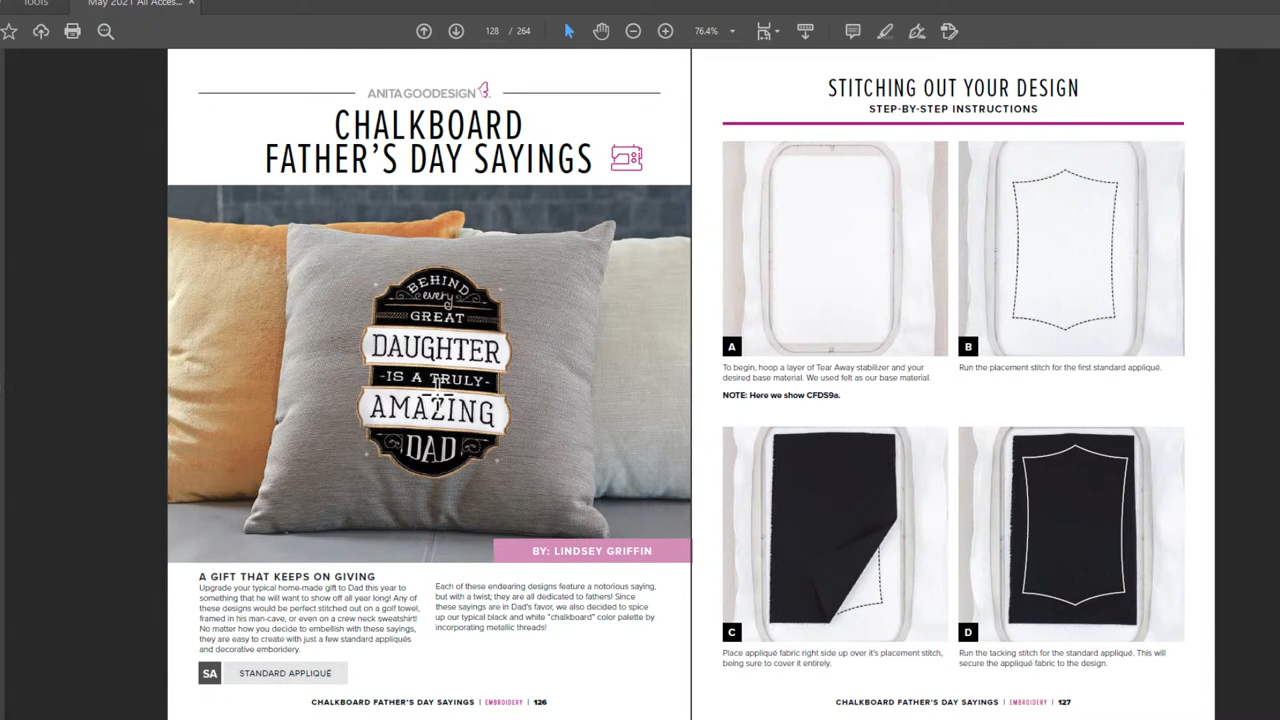 Tools
May 2021 All Acces... ×
128 / 264
76.4%
ANITA GOODESIGN
CHALKBOARD
FATHER'S DAY SAYINGS
BEHIND
every
GREAT
DAUGHTER
-IS A TRULY-
AMAZING
DAD
BY: LINDSEY GRIFFIN
A GIFT THAT KEEPS ON GIVING
Upgrade your typical home-made gift to Dad this year to
something that he will want to show off all year long! Any of
these designs would be perfect stitched out on a golf towel,
framed in his man-cave, or even on a crew neck sweatshirt!
No matter how you decide to embellish with these sayings,
they are easy to create with just a few standard appliqués
and decorative emboridery.
Each of these endearing designs feature a notorious saying,
but with a twist; they are all dedicated to fathers! Since
these sayings are in Dad's favor, we also decided to spice
up our typical black and white "chalkboard" color palette by
incorporating metallic threads!
SA STANDARD APPLIQUÉ
CHALKBOARD FATHER'S DAY SAYINGS | EMBROIDERY | 126
STITCHING OUT YOUR DESIGN
STEP-BY-STEP INSTRUCTIONS
A
To begin, hoop a layer of Tear Away stabilizer and your
desired base material. We used felt as our base material.
NOTE: Here we show CFDS9a.
B
Run the placement stitch for the first standard appliqué.
C
Place appliqué fabric right side up over it's placement stitch,
being sure to cover it entirely.
D
Run the tacking stitch for the standard appliqué. This will
secure the appliqué fabric to the design.
CHALKBOARD FATHER'S DAY SAYINGS | EMBROIDERY | 127